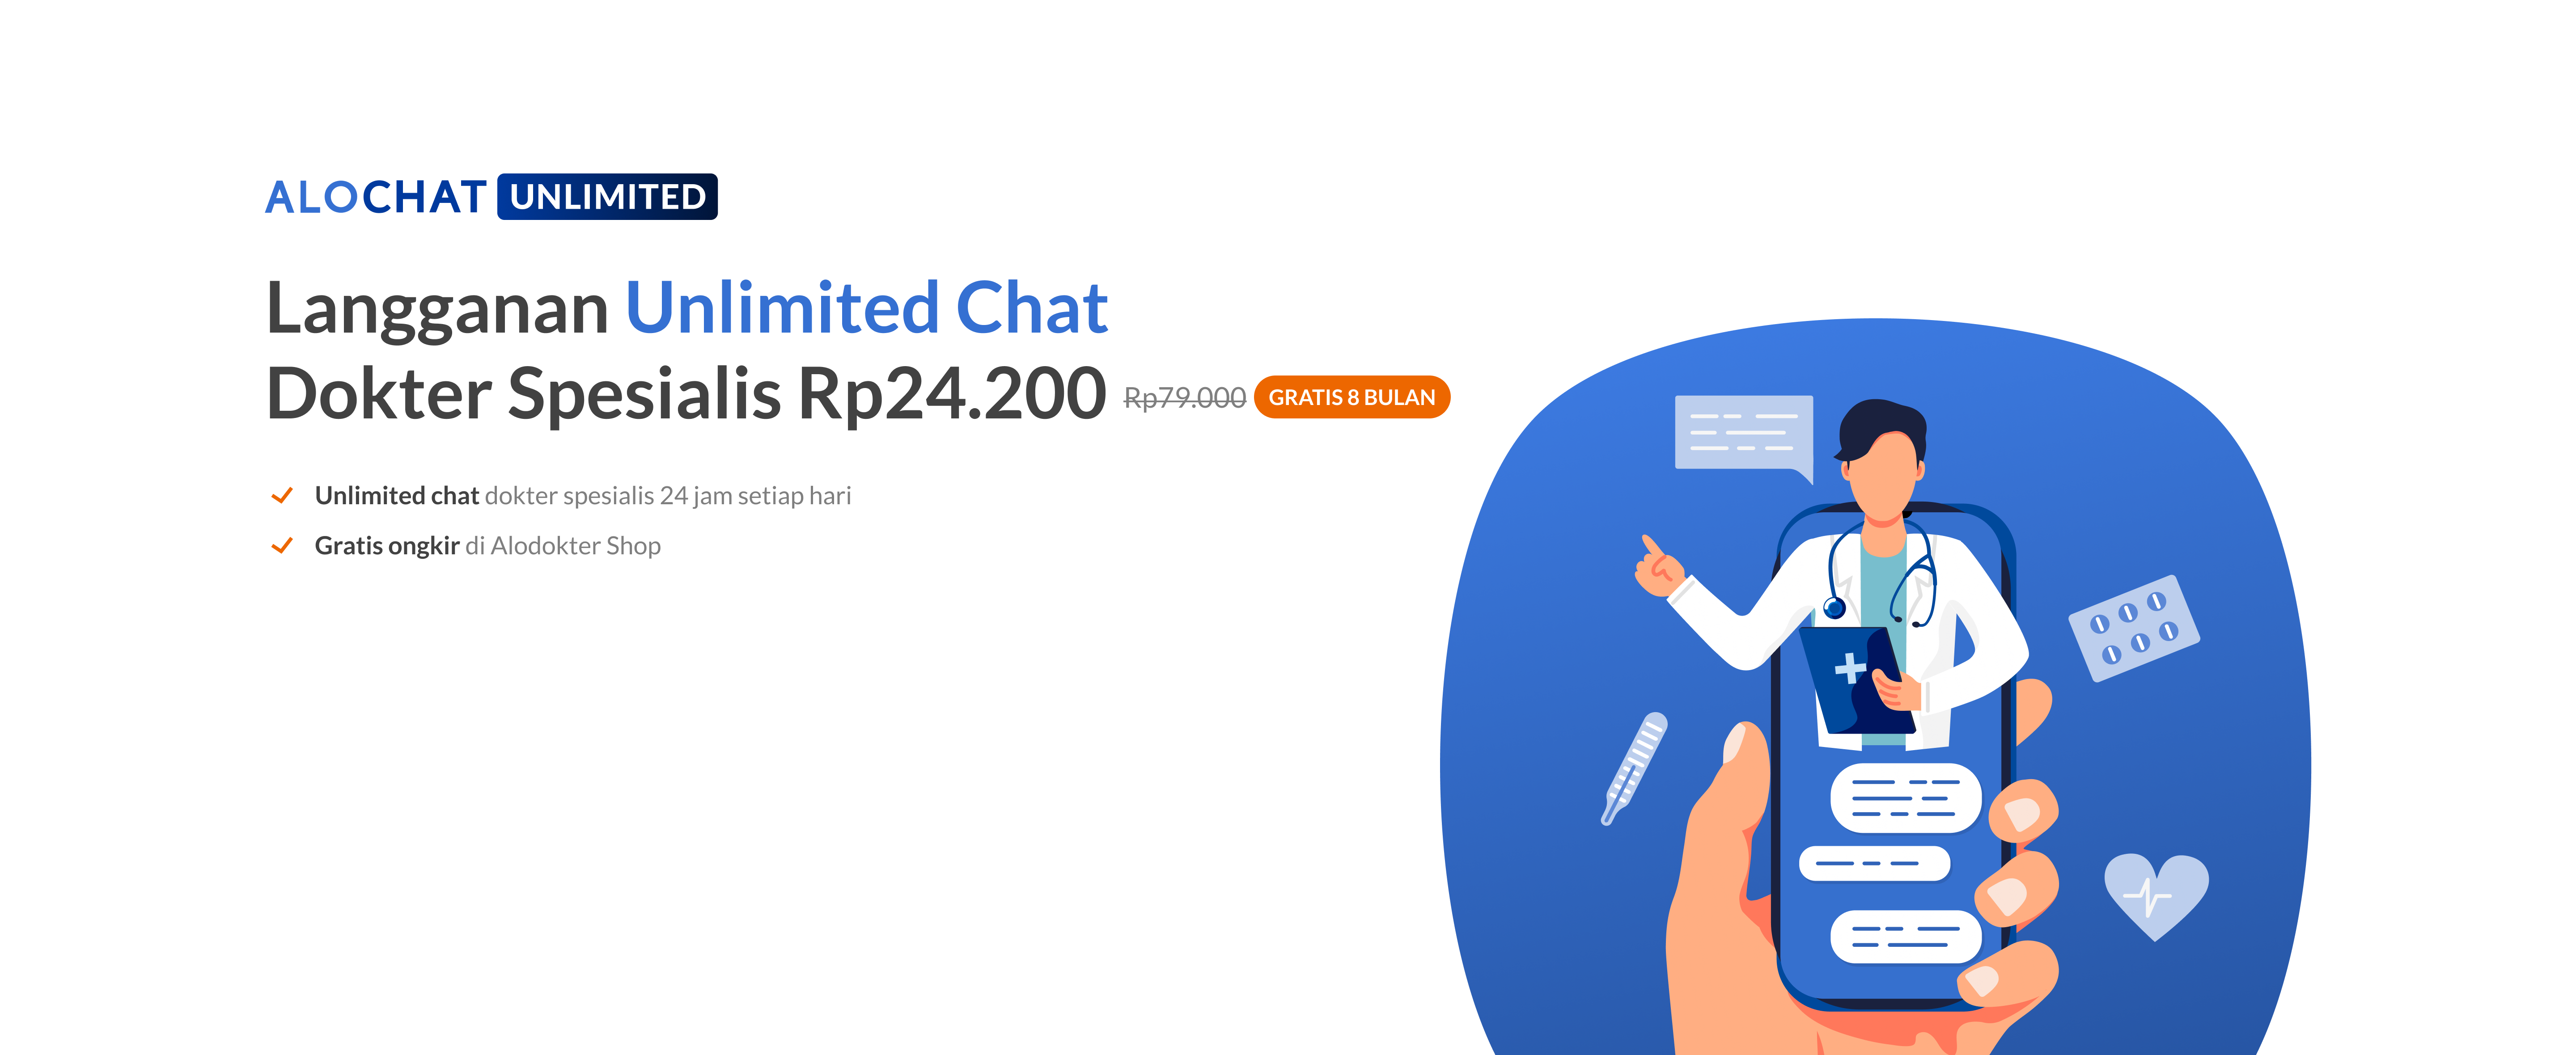 ALOCHAT UNLIMITED
Langganan Unlimited Chat
Dokter Spesialis Rp24.200 Rp79.000 GRATIS 8 BULAN
Unlimited chat dokter spesialis 24 jam setiap hari
Gratis ongkir di Alodokter Shop